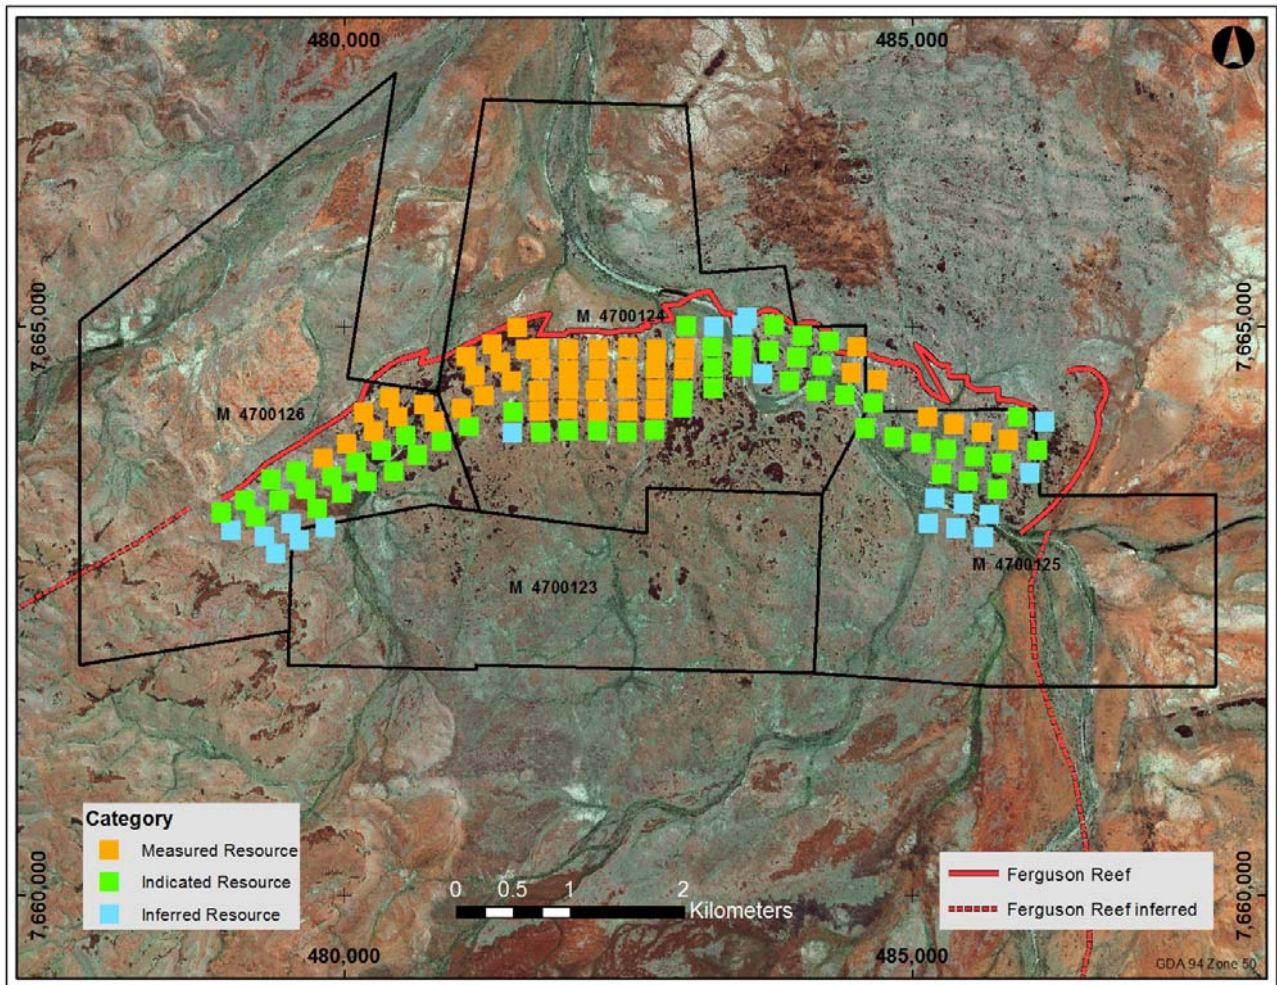 480,000
485,000
7,665,000
7,665,000
M 4700124
M 4700126
M 4700123
M 4700125
Category
Measured Resource
Indicated Resource
Inferred Resource
0 0.5 1 2
Kilometers
Ferguson Reef
Ferguson Reef inferred
7,660,000
7,660,000
480,000
485,000
GDA 94 Zone 50